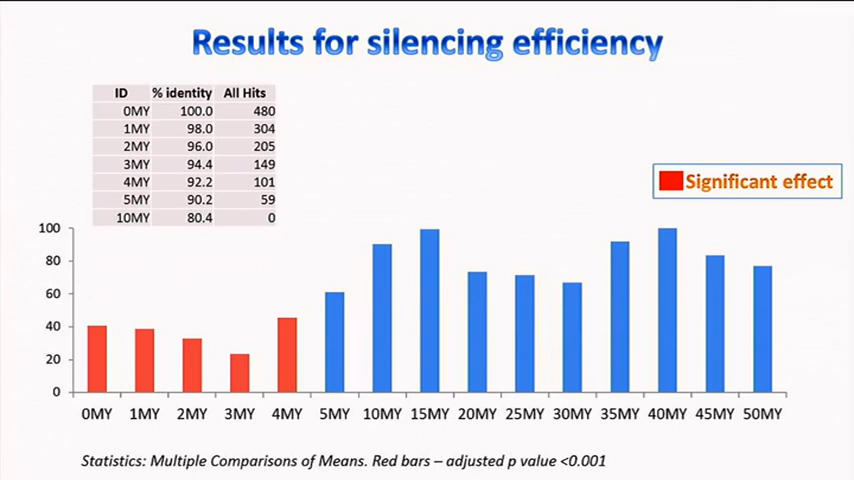 Results for silencing efficiency
ID % identity All Hits
0MY 100.0 480
1MY 98.0 304
2MY 96.0 205
3MY 94.4 149
4MY 92.2 101
5MY 90.2 59
10MY 80.4 0
Significant effect
100
80
60
40
20
0
0MY 1MY 2MY 3MY 4MY 5MY 10MY 15MY 20MY 25MY 30MY 35MY 40MY 45MY 50MY
Statistics: Multiple Comparisons of Means. Red bars – adjusted p value <0.001